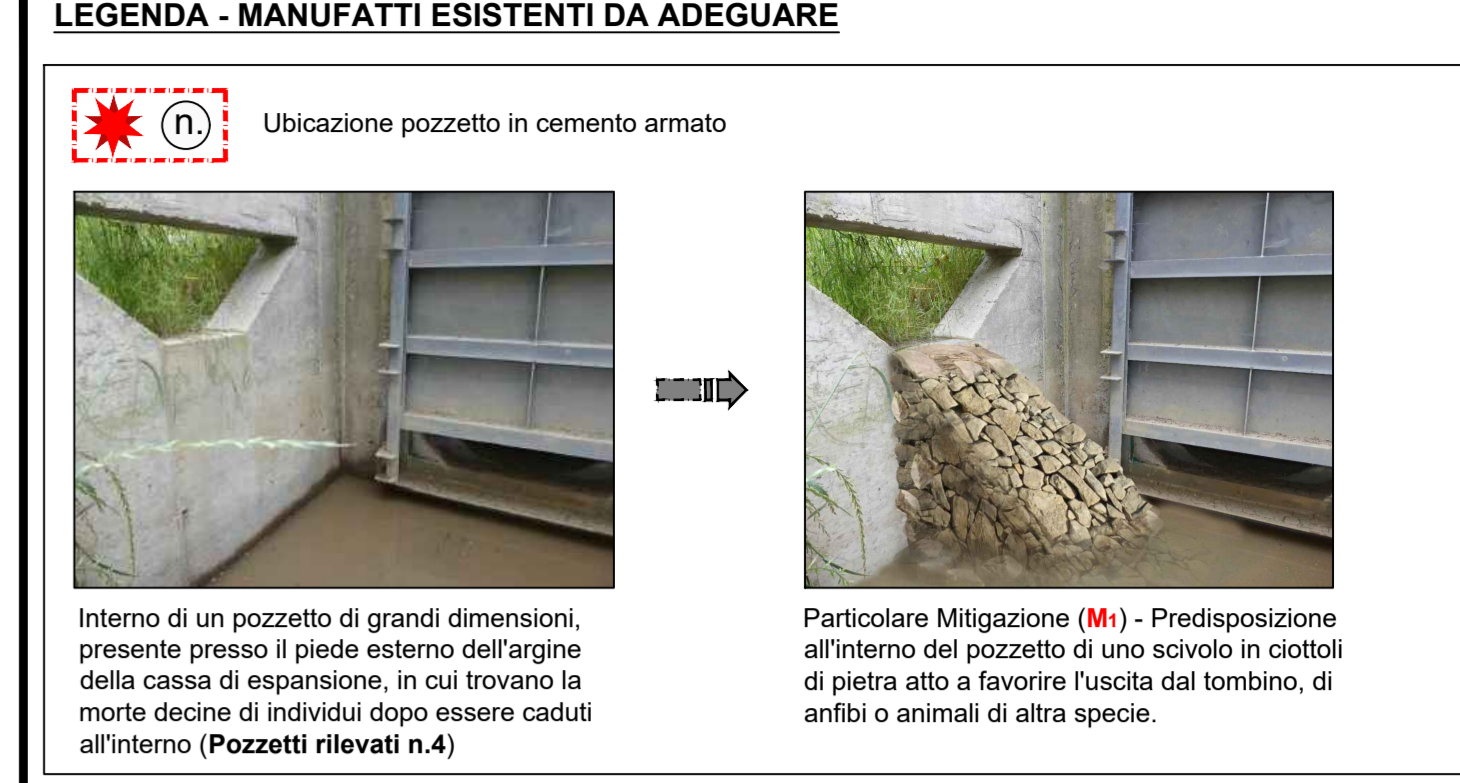 LEGENDA - MANUFATTI ESISTENTI DA ADEGUARE
n.
Ubicazione pozzetto in cemento armato
Interno di un pozzetto di grandi dimensioni,
presente presso il piede esterno dell'argine
della cassa di espansione, in cui trovano la
morte decine di individui dopo essere caduti
all'interno (Pozzetti rilevati n.4)
Particolare Mitigazione (M1) - Predisposizione
all'interno del pozzetto di uno scivolo in ciottoli
di pietra atto a favorire l'uscita dal tombino, di
anfibi o animali di altra specie.